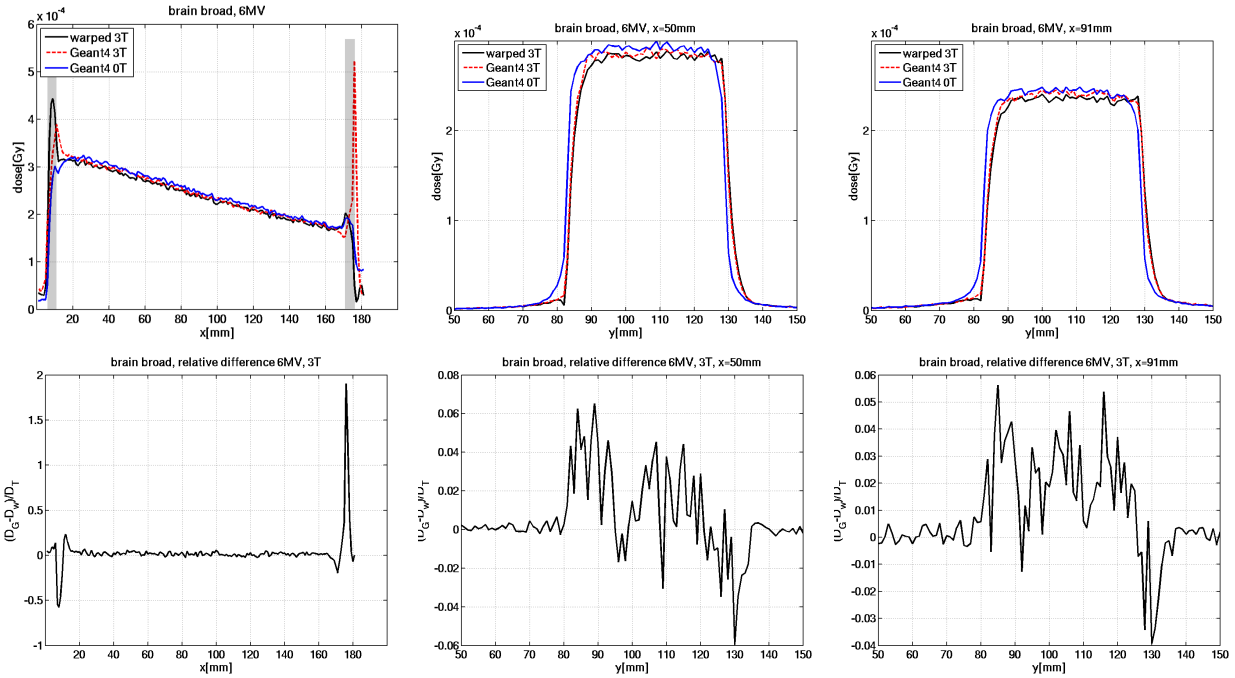 brain broad, 6MV
6 x 10^-4
5
4
3
2
1
0
dose[Gy]
warped 3T
Geant4 3T
Geant4 0T
20 40 60 80 100 120 140 160 180
x[mm]
brain broad, 6MV, x=50mm
x 10^-4
2
1
0
dose[Gy]
warped 3T
Geant4 3T
Geant4 0T
50 60 70 80 90 100 110 120 130 140 150
y[mm]
brain broad, 6MV, x=91mm
x 10^-4
2
1
0
dose[Gy]
warped 3T
Geant4 3T
Geant4 0T
50 60 70 80 90 100 110 120 130 140 150
y[mm]
brain broad, relative difference 6MV, 3T
2
1.5
1
0.5
0
-0.5
-1
(D_G-D_w)/D_T
20 40 60 80 100 120 140 160 180
x[mm]
brain broad, relative difference 6MV, 3T, x=50mm
0.08
0.06
0.04
0.02
0
-0.02
-0.04
-0.06
(D_G-D_w)/D_T
50 60 70 80 90 100 110 120 130 140 150
y[mm]
brain broad, relative difference 6MV, 3T, x=91mm
0.06
0.05
0.04
0.03
0.02
0.01
0
-0.01
-0.02
-0.03
-0.04
(D_G-D_w)/D_T
50 60 70 80 90 100 110 120 130 140 150
y[mm]